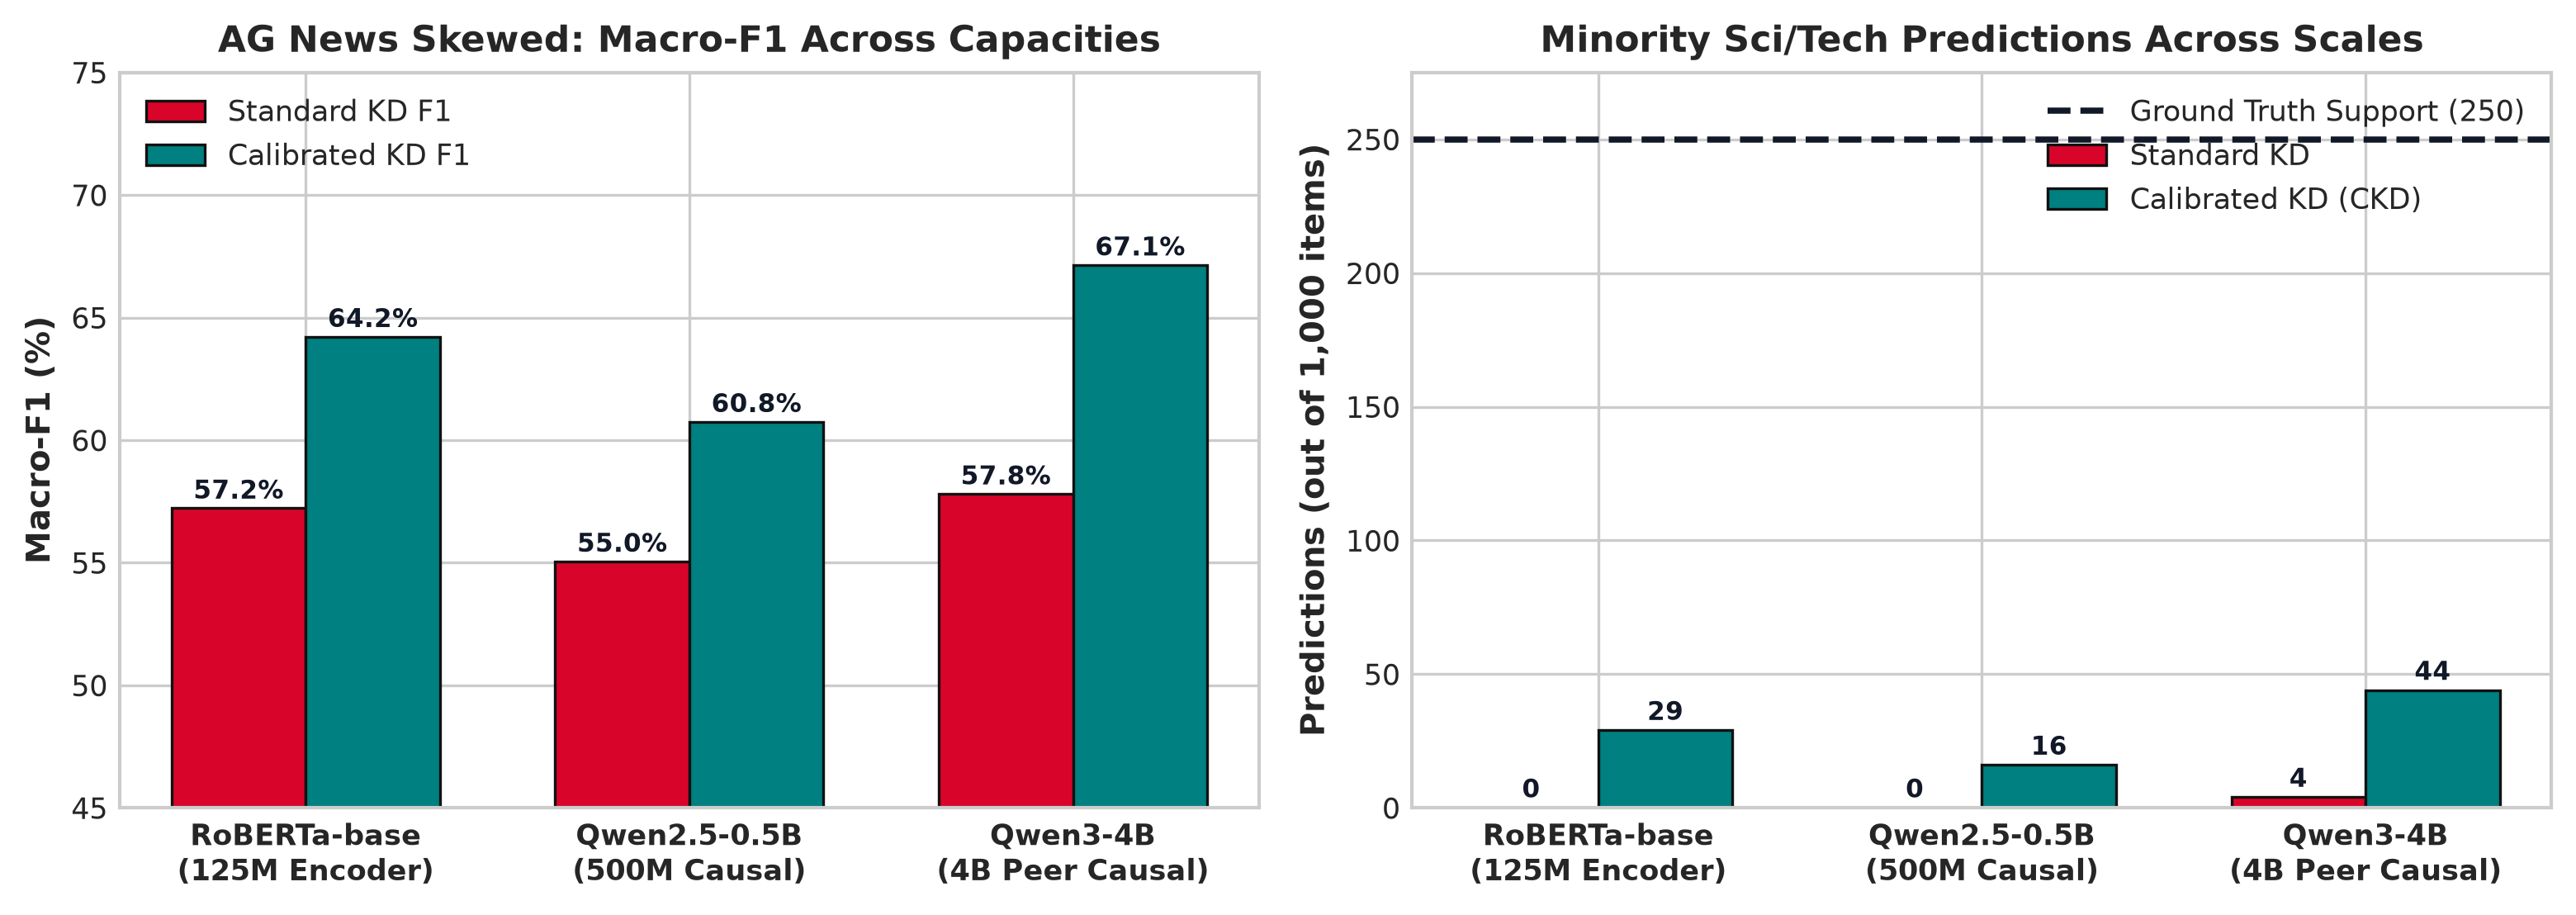 AG News Skewed: Macro-F1 Across Capacities
Macro-F1 (%)
75
70
65
60
55
50
45
Standard KD F1
Calibrated KD F1
57.2%
64.2%
55.0%
60.8%
57.8%
67.1%
RoBERTa-base
(125M Encoder)
Qwen2.5-0.5B
(500M Causal)
Qwen3-4B
(4B Peer Causal)
Minority Sci/Tech Predictions Across Scales
Predictions (out of 1,000 items)
250
200
150
100
50
0
Ground Truth Support (250)
Standard KD
Calibrated KD (CKD)
0
29
0
16
4
44
RoBERTa-base
(125M Encoder)
Qwen2.5-0.5B
(500M Causal)
Qwen3-4B
(4B Peer Causal)